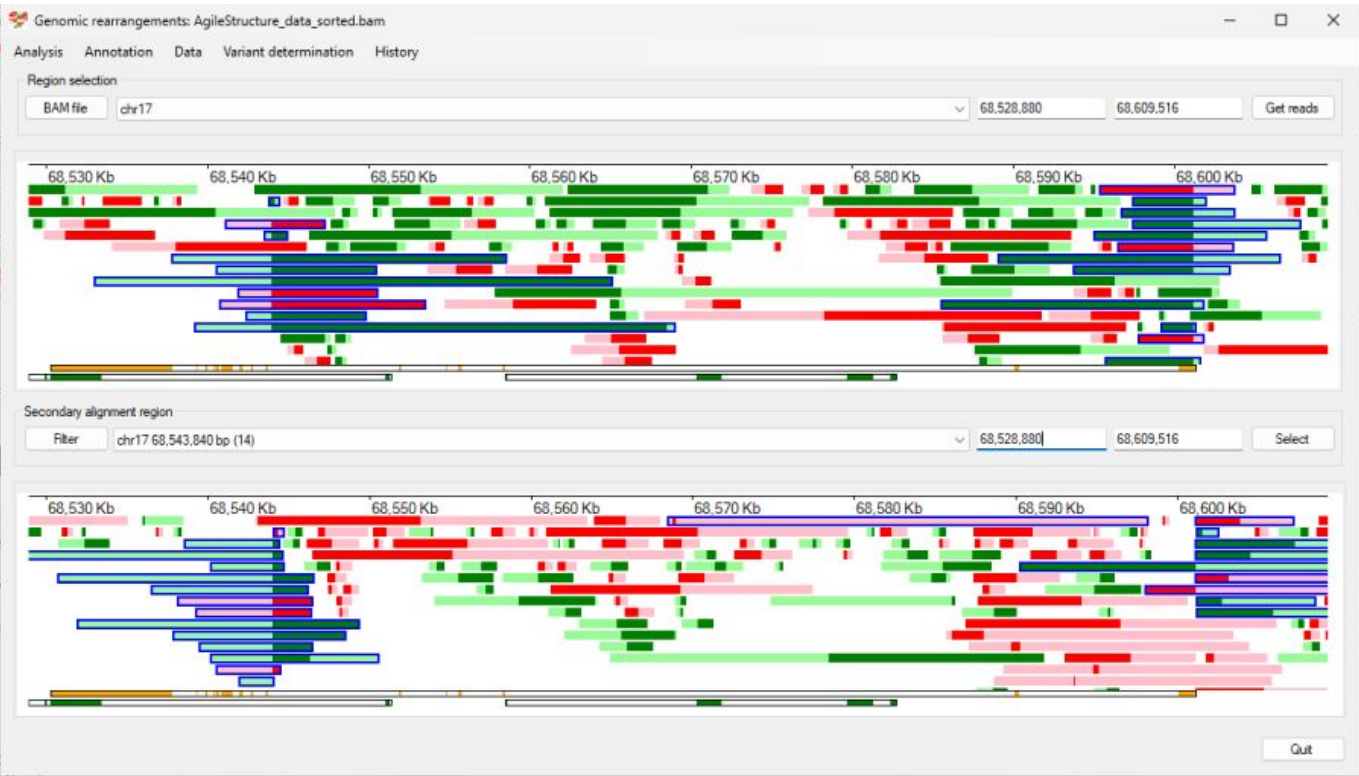 Genomic rearrangements: AgileStructure_data_sorted.bam
Analysis Annotation Data Variant determination History
Region selection
BAM file chr17 68,528,880 68,609,516 Get reads
68,530 Kb 68,540 Kb 68,550 Kb 68,560 Kb 68,570 Kb 68,580 Kb 68,590 Kb 68,600 Kb
Secondary alignment region
Filter chr17 68,543,840 bp (14) 68,528,880 68,609,516 Select
68,530 Kb 68,540 Kb 68,550 Kb 68,560 Kb 68,570 Kb 68,580 Kb 68,590 Kb 68,600 Kb
Quit